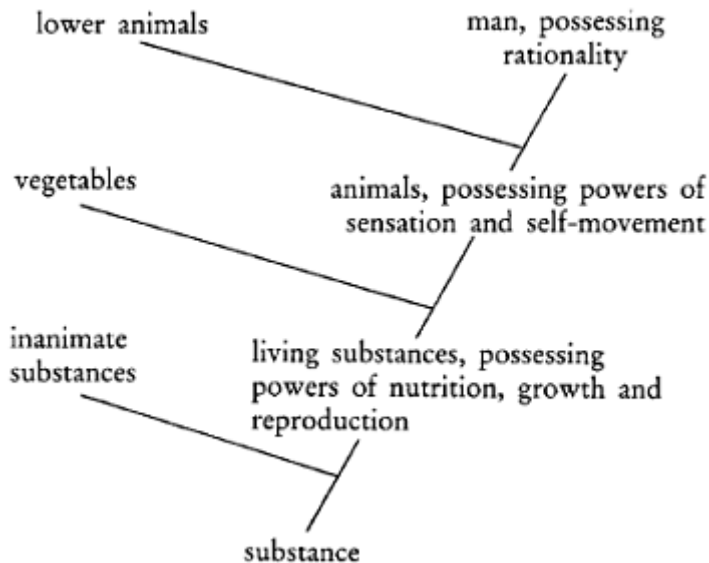 lower animals
man, possessing
rationality
vegetables
animals, possessing powers of
sensation and self-movement
inanimate
substances
living substances, possessing
powers of nutrition, growth and
reproduction
substance